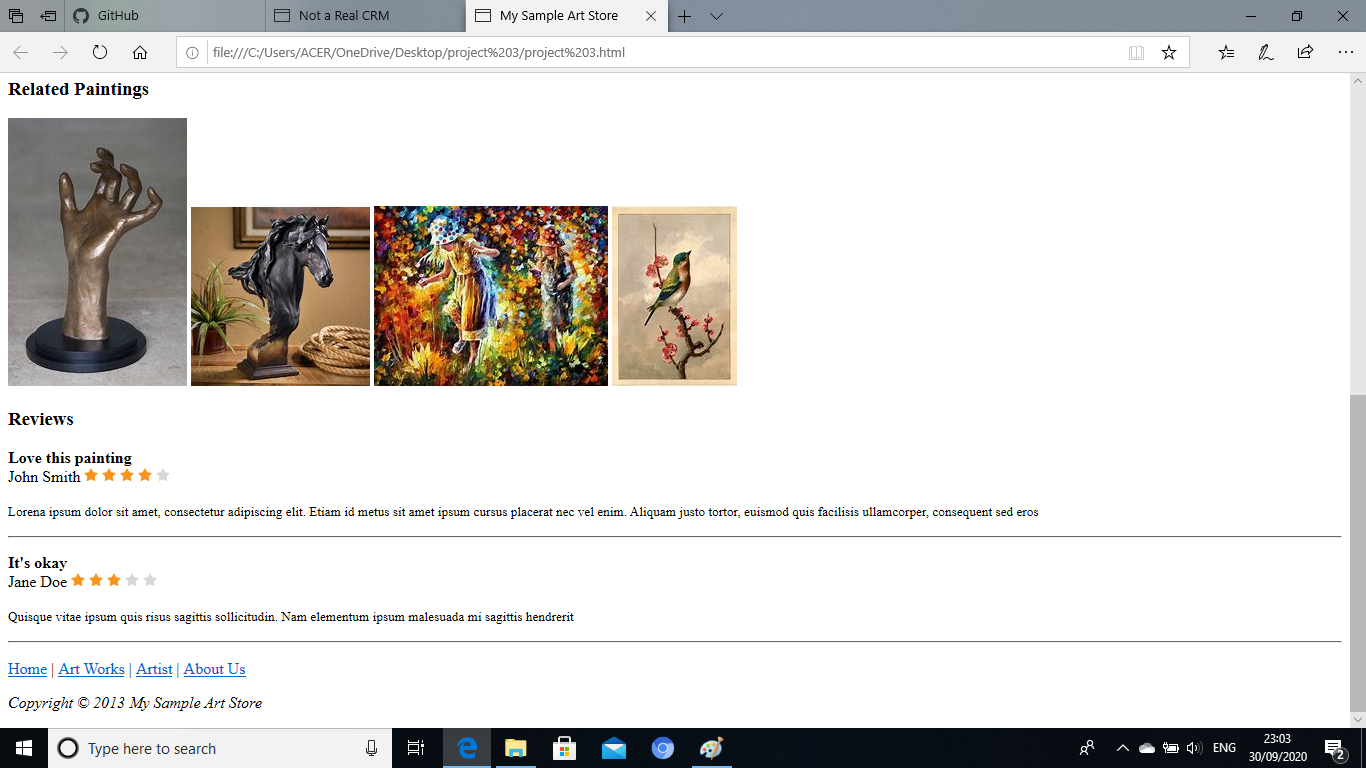 GitHub
Not a Real CRM
My Sample Art Store
file:///C:/Users/ACER/OneDrive/Desktop/project%203/project%203.html
Related Paintings
Reviews
Love this painting
John Smith
Lorena ipsum dolor sit amet, consectetur adipiscing elit. Etiam id metus sit amet ipsum cursus placerat nec vel enim. Aliquam justo tortor, euismod quis facilisis ullamcorper, consequent sed eros
It's okay
Jane Doe
Quisque vitae ipsum quis risus sagittis sollicitudin. Nam elementum ipsum malesuada mi sagittis hendrerit
Home | Art Works | Artist | About Us
Copyright © 2013 My Sample Art Store
Type here to search
ENG
23:03
30/09/2020
2